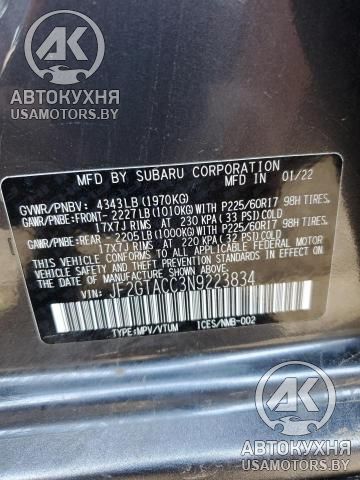 AK
АВТОКУХНЯ
USAMOTORS.BY
MFD BY SUBARU CORPORATION 01/22
GVWR/PNBV: 4343LB(1970KG)
GAWR/PNBE:FRONT-2227LB(1010KG)WITH P225/60R17 98H TIRES,
17X7J RIMS AT 230 KPA(33 PSI)COLD
GAWR/PNBE:REAR -2205LB(1000KG)WITH P225/60R17 98H TIRES,
17X7J RIMS AT 220 KPA(32 PSI)COLD
THIS VEHICLE CONFORMS TO ALL APPLICABLE FEDERAL
MOTOR VEHICLE SAFETY, BUMPER, AND THEFT PREVENTION
STANDARDS IN EFFECT ON THE DATE OF
MANUFACTURE SHOWN ABOVE.
VIN: JF2GTACC3N9223834
TYPE:MPV/VTUM ICES/NMB-002
AK
АВТОКУХНЯ
USAMOTORS.BY